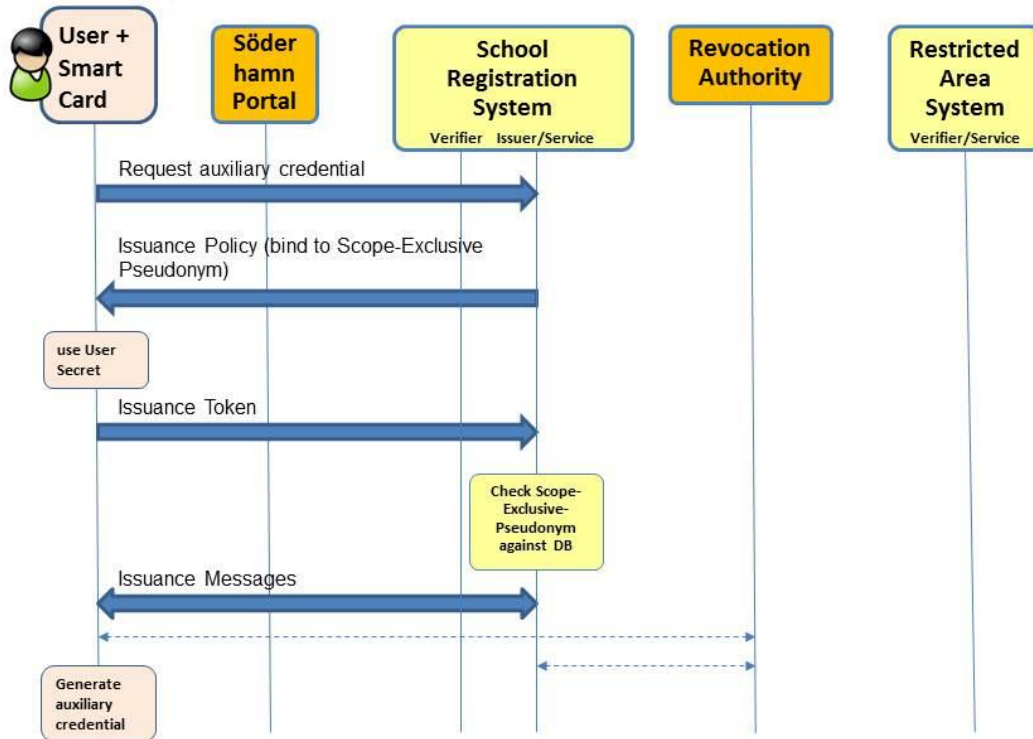 User +
Smart
Card
Söder
hamn
Portal
School
Registration
System
Verifier Issuer/Service
Revocation
Authority
Restricted
Area
System
Verifier/Service
Request auxiliary credential
Issuance Policy (bind to Scope-Exclusive
Pseudonym)
use User
Secret
Issuance Token
Check Scope-
Exclusive-
Pseudonym
against DB
Issuance Messages
Generate
auxiliary
credential